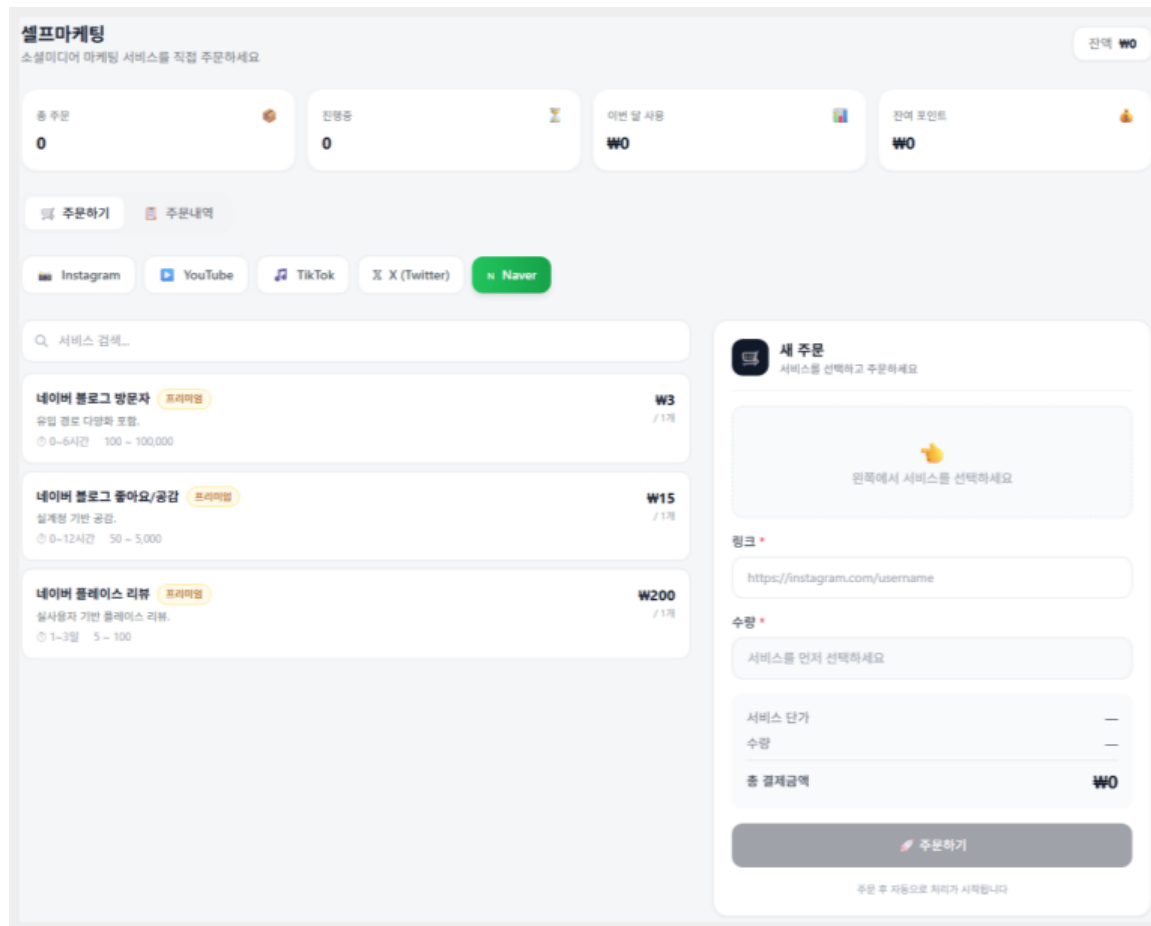 셀프마케팅
소셜미디어 마케팅 서비스를 직접 주문하세요
잔액 ₩0
총 주문
0
진행중
0
이번 달 사용
₩0
잔여 포인트
₩0
주문하기
주문내역
Instagram
YouTube
TikTok
X X (Twitter)
N Naver
서비스 검색...
네이버 블로그 방문자 프리미엄
₩3
유입 경로 다양화 포함.
/ 1개
0~6시간 100 ~ 100,000
네이버 블로그 좋아요/공감 프리미엄
₩15
실계정 기반 공감.
/ 1개
0~12시간 50 ~ 5,000
네이버 플레이스 리뷰 프리미엄
₩200
실사용자 기반 플레이스 리뷰.
/ 1개
1~3일 5 ~ 100
새 주문
서비스를 선택하고 주문하세요
왼쪽에서 서비스를 선택하세요
링크 *
https://instagram.com/username
수량 *
서비스를 먼저 선택하세요
서비스 단가 —
수량 —
총 결제금액 ₩0
주문하기
주문 후 자동으로 처리가 시작됩니다